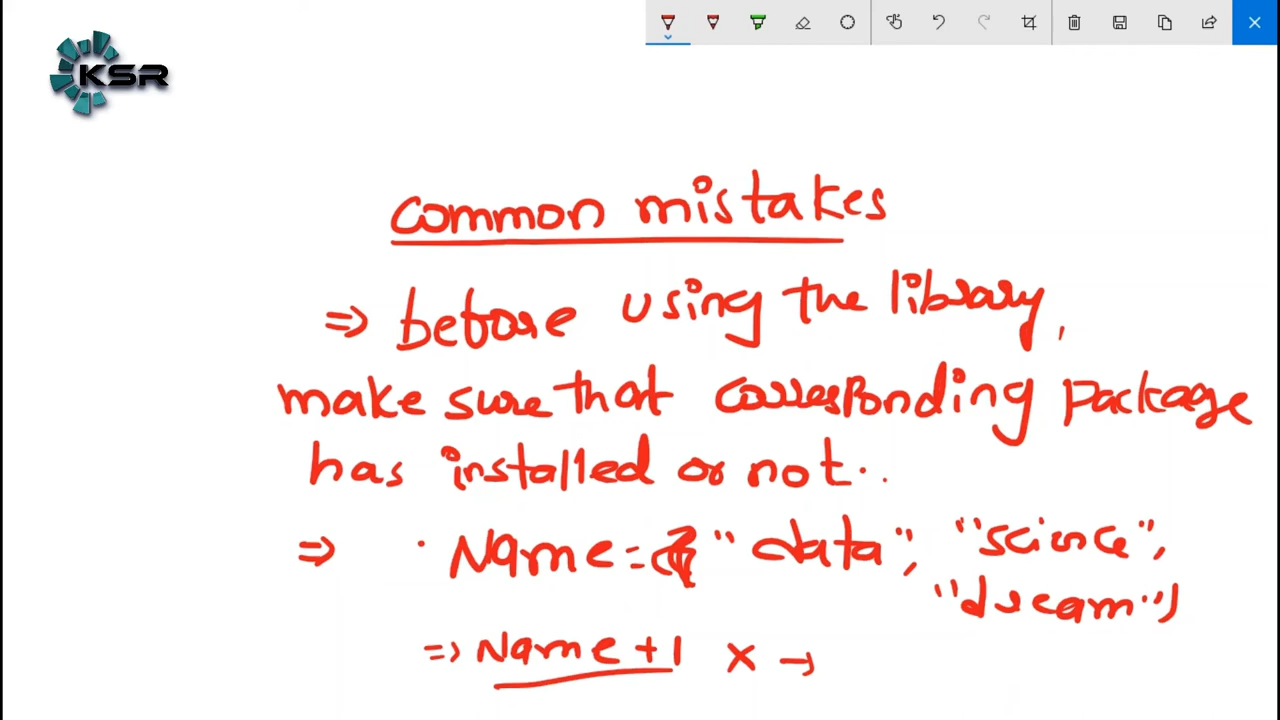 KSR
common mistakes
⇒ before using the library,
make sure that corresponding package
has installed or not..
⇒ Name = c( "data", "science",
"dream")
⇒ Name + 1 × →